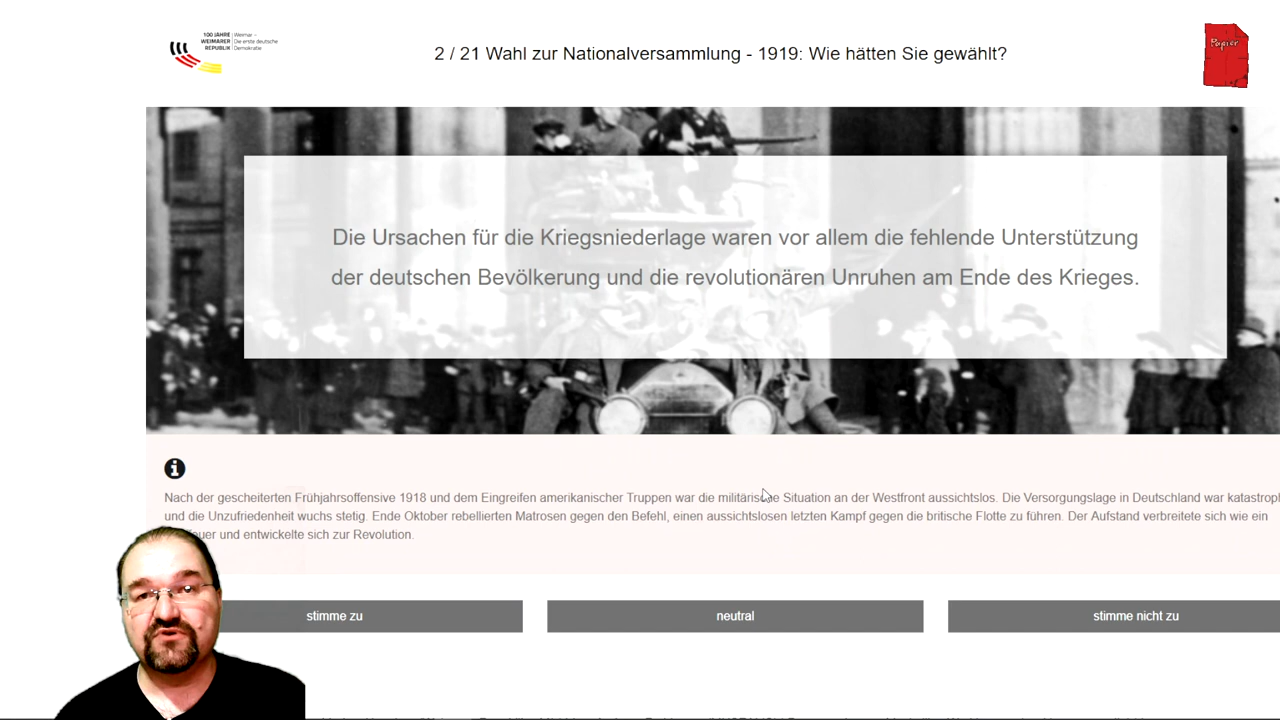 100 JAHRE
WEIMARER
REPUBLIK
Weimar –
Die erste deutsche
Demokratie
2 / 21 Wahl zur Nationalversammlung - 1919: Wie hätten Sie gewählt?
Papier
Die Ursachen für die Kriegsniederlage waren vor allem die fehlende Unterstützung
der deutschen Bevölkerung und die revolutionären Unruhen am Ende des Krieges.
Nach der gescheiterten Frühjahrsoffensive 1918 und dem Eingreifen amerikanischer Truppen war die militärische Situation an der Westfront aussichtslos. Die Versorgungslage in Deutschland war katastroph
und die Unzufriedenheit wuchs stetig. Ende Oktober rebellierten Matrosen gegen den Befehl, einen aussichtslosen letzten Kampf gegen die britische Flotte zu führen. Der Aufstand verbreitete sich wie ein
und entwickelte sich zur Revolution.
stimme zu
neutral
stimme nicht zu